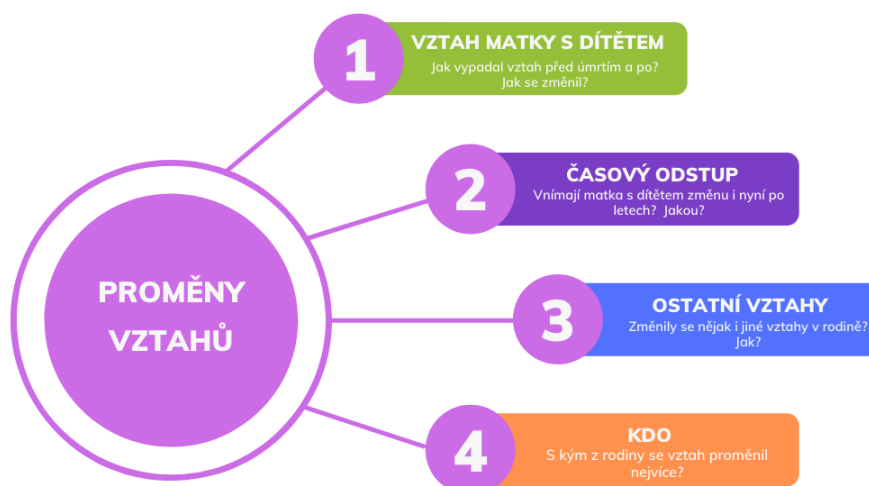 PROMĚNY
VZTAHŮ
1
VZTAH MATKY S DÍTĚTEM
Jak vypadal vztah před úmrtím a po?
Jak se změnil?
2
ČASOVÝ ODSTUP
Vnímají matka s dítětem změnu i nyní po
letech? Jakou?
3
OSTATNÍ VZTAHY
Změnily se nějak i jiné vztahy v rodině?
Jak?
4
KDO
S kým z rodiny se vztah proměnil
nejvíce?